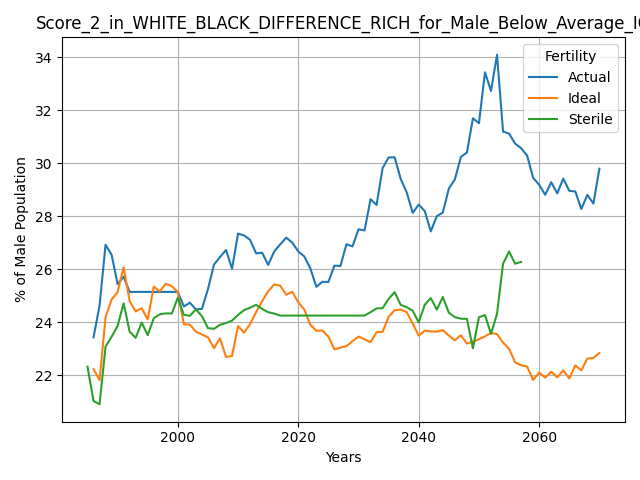 Score_2_in_WHITE_BLACK_DIFFERENCE_RICH_for_Male_Below_Average_I
Fertility
Actual
Ideal
Sterile
% of Male Population
34
32
30
28
26
24
22
2000
2020
2040
2060
Years